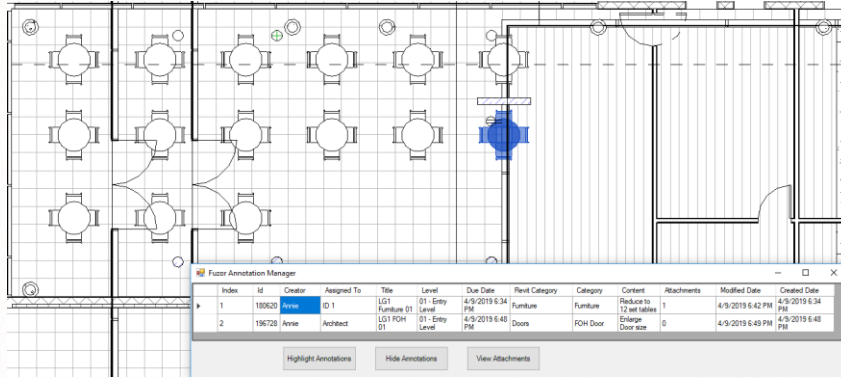 Fuzor Annotation Manager
Index Id Creator Assigned To Title Level Due Date Revit Category Category Content Attachments Modified Date Created Date
1 180620 Annie ID 1 LG1 Furniture 01 01 - Entry Level 4/9/2019 6:34 PM Furniture Furniture Reduce to 12 set tables 1 4/9/2019 6:42 PM 4/9/2019 6:34 PM
2 196728 Annie Architect LG1 FOH 01 01 - Entry Level 4/9/2019 6:48 PM Doors FOH Door Enlarge Door size 0 4/9/2019 6:49 PM 4/9/2019 6:48 PM
Highlight Annotations Hide Annotations View Attachments